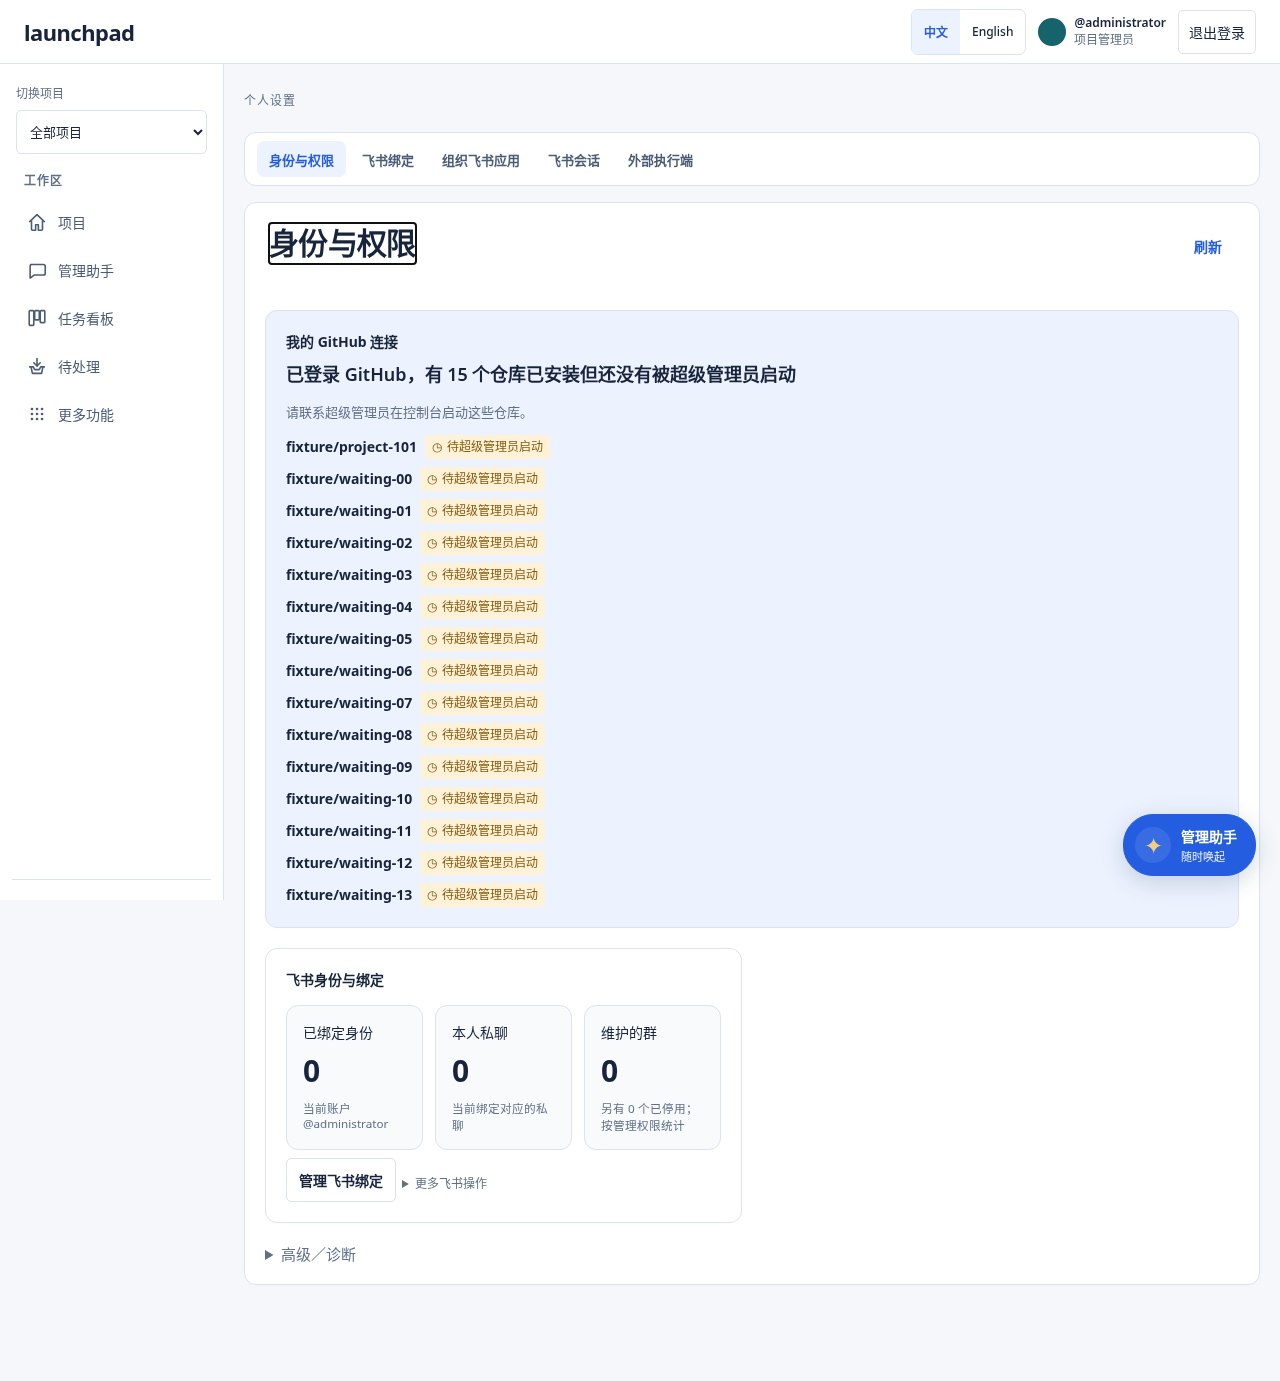 launchpad
中文 English
@administrator
项目管理员
退出登录
切换项目
全部项目
工作区
项目
管理助手
任务看板
待处理
更多功能
个人设置
身份与权限 飞书绑定 组织飞书应用 飞书会话 外部执行端
身份与权限
刷新
我的 GitHub 连接
已登录 GitHub，有 15 个仓库已安装但还没有被超级管理员启动
请联系超级管理员在控制台启动这些仓库。
fixture/project-101 待超级管理员启动
fixture/waiting-00 待超级管理员启动
fixture/waiting-01 待超级管理员启动
fixture/waiting-02 待超级管理员启动
fixture/waiting-03 待超级管理员启动
fixture/waiting-04 待超级管理员启动
fixture/waiting-05 待超级管理员启动
fixture/waiting-06 待超级管理员启动
fixture/waiting-07 待超级管理员启动
fixture/waiting-08 待超级管理员启动
fixture/waiting-09 待超级管理员启动
fixture/waiting-10 待超级管理员启动
fixture/waiting-11 待超级管理员启动
fixture/waiting-12 待超级管理员启动
fixture/waiting-13 待超级管理员启动
管理助手
随时唤起
飞书身份与绑定
已绑定身份
0
当前账户
@administrator
本人私聊
0
当前绑定对应的私
聊
维护的群
0
另有 0 个已停用；
按管理权限统计
管理飞书绑定
更多飞书操作
高级／诊断